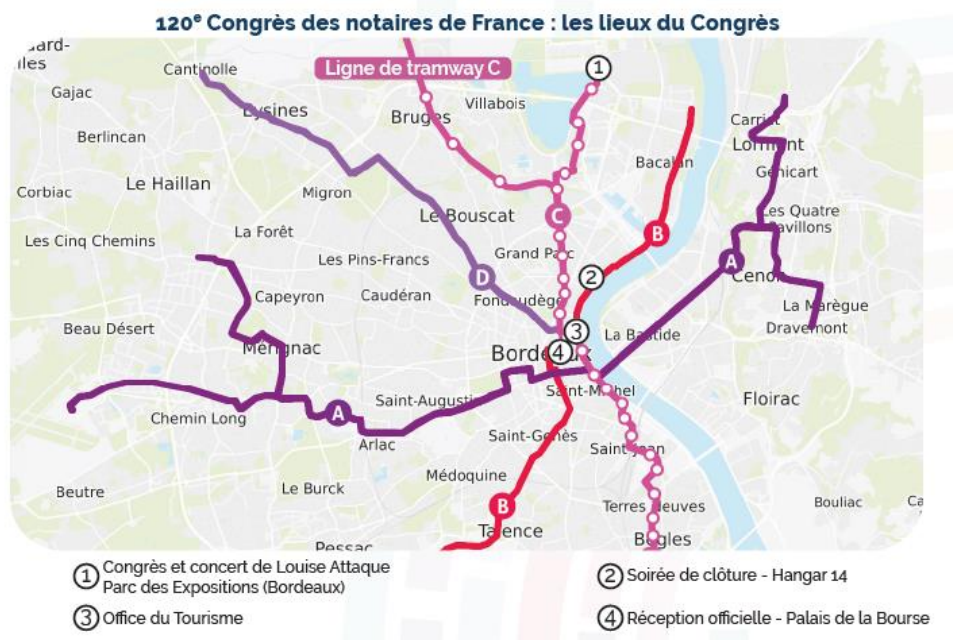 120e Congrès des notaires de France : les lieux du Congrès
Cantinolle
Ligne de tramway C
1
Gajac
Eysines
Villabois
Bruges
Carriet
Berlincan
Lormont
Bacalan
Génicart
Corbiac
Le Haillan
Migron
Le Bouscat
C
Les Quatre
Pavillons
Les Cinq Chemins
La Forêt
B
Les Pins-Francs
Grand Parc
A
Capeyron
Caudéran
D
2
Cenon
Fondaudège
La Marègue
Beau Désert
3
La Bastide
Dravemont
Mérignac
Bordeaux
4
Saint-Michel
Saint-Augustin
Floirac
Chemin Long
A
Arlac
Saint-Genès
Saint-Jean
Médoquine
Beutre
Le Burck
B
Terres Neuves
Bouliac
Talence
Pessac
Bègles
1 Congrès et concert de Louise Attaque
Parc des Expositions (Bordeaux)
2 Soirée de clôture - Hangar 14
3 Office du Tourisme
4 Réception officielle - Palais de la Bourse